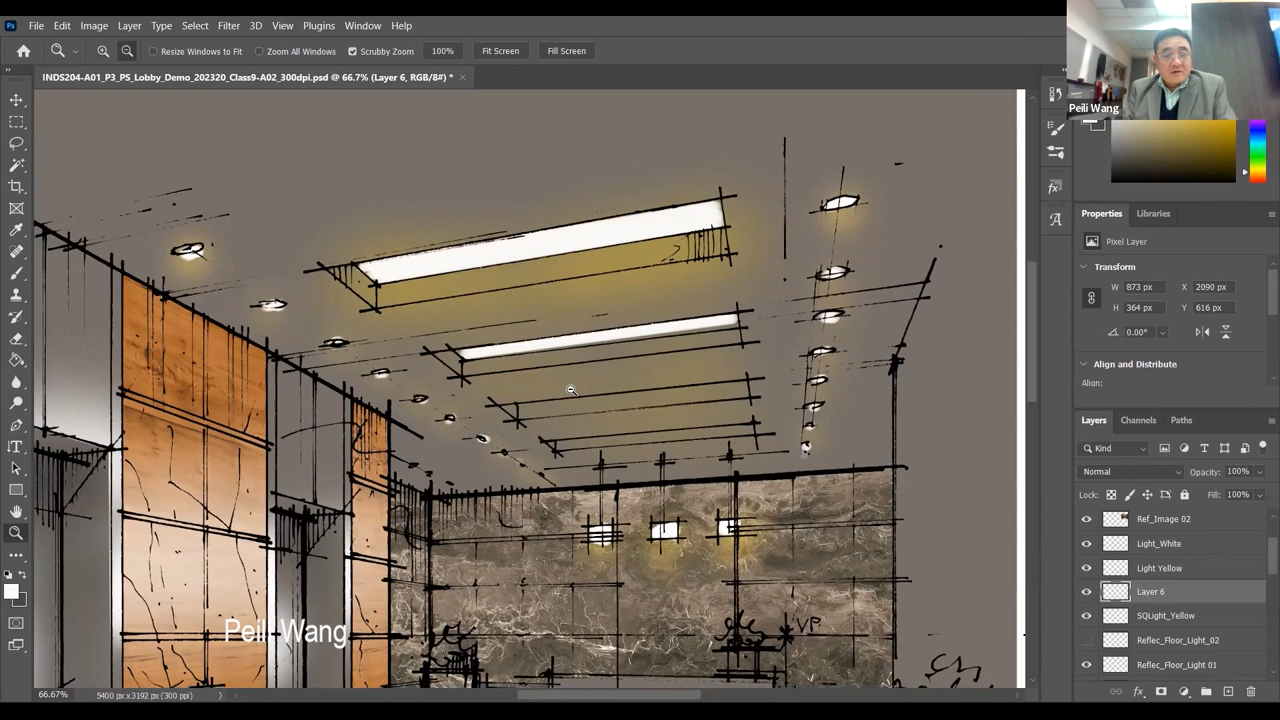 File Edit Image Layer Type Select Filter 3D View Plugins Window Help
Resize Windows to Fit Zoom All Windows Scrubby Zoom 100% Fit Screen Fill Screen
INDS204-A01_P3_PS_Lobby_Demo_202320_Class9-A02_300dpi.psd @ 66.7% (Layer 6, RGB/8#) *
Peili Wang
Properties Libraries
Pixel Layer
Transform
W 873 px X 2090 px
H 364 px Y 616 px
0.00°
Align and Distribute
Align:
Layers Channels Paths
Kind
Normal Opacity: 100%
Lock: Fill: 100%
Ref_Image 02
Light_White
Light Yellow
Layer 6
SQLight_Yellow
Reflec_Floor_Light_02
Reflec_Floor_Light 01
VP
Peili Wang
66.67% 5400 px x 3192 px (300 ppi)